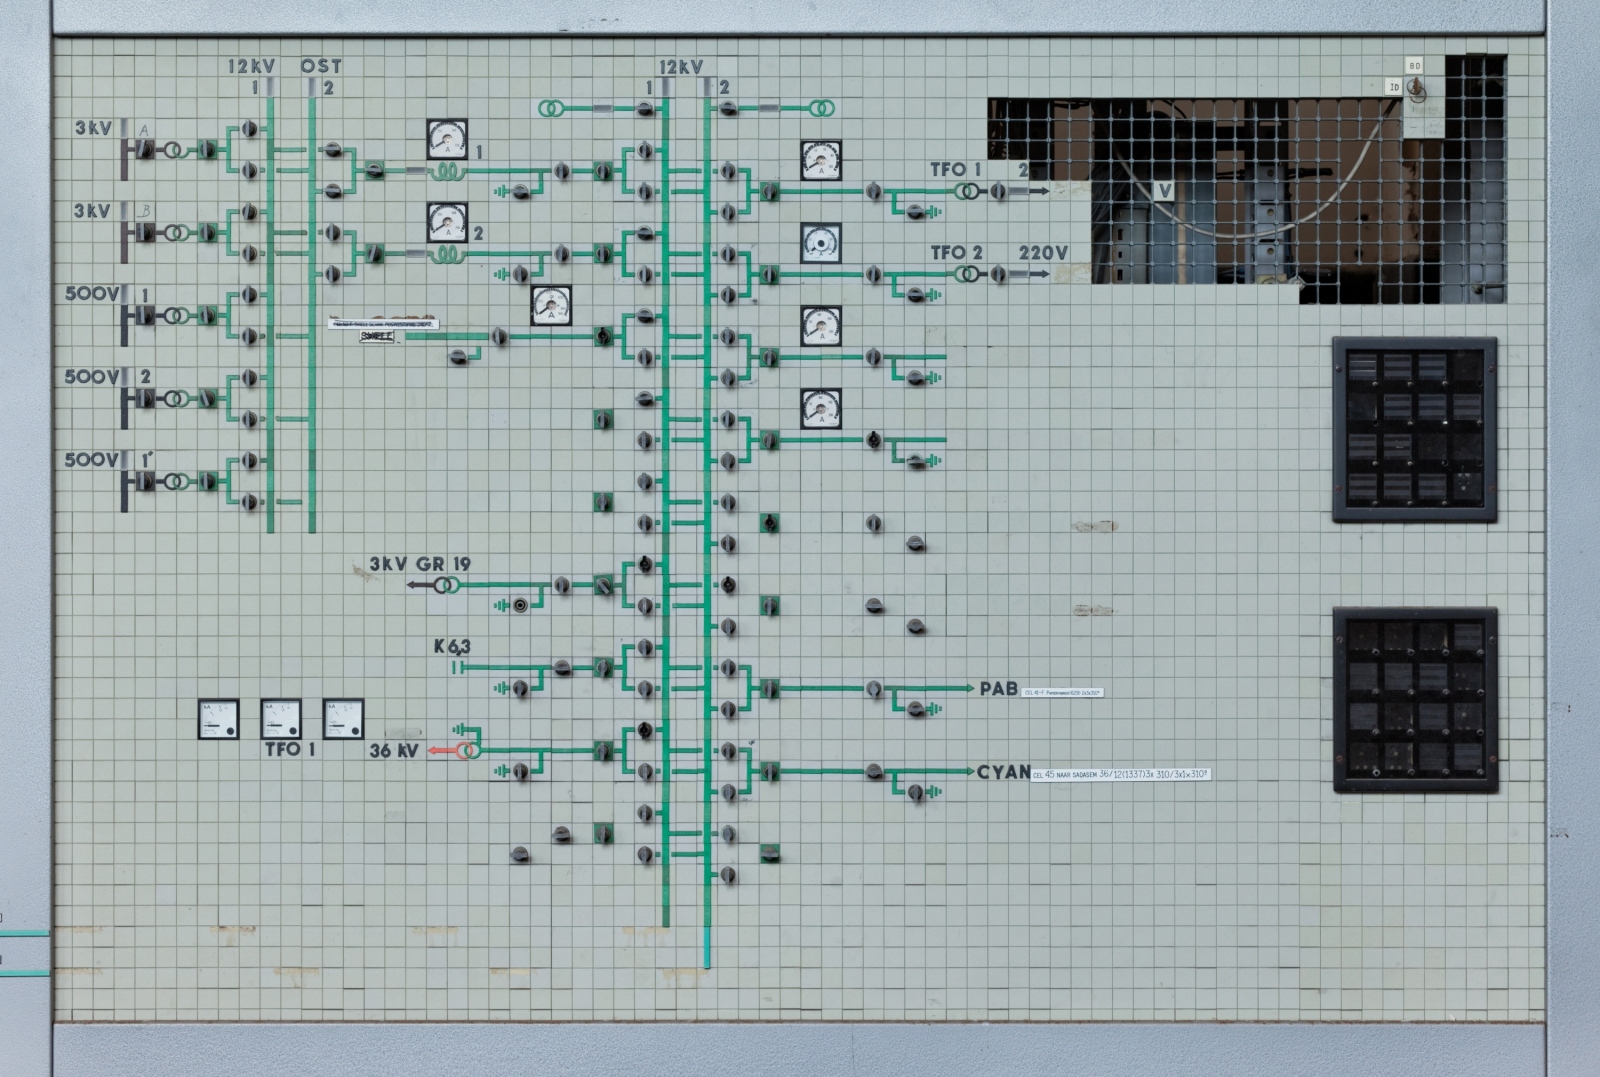 12kV OST
1 2
12kV
1 2
BD
ID
3kV A
1
TFO 1 2
V
3kV B
2
TFO 2 220V
500V 1
500V 2
500V 1'
3kV GR 19
K 6,3
PAB
TFO 1
36 kV
CYAN CEL 45 NAAR SADASEM 36/12(1337)3x 310/3x1x310²